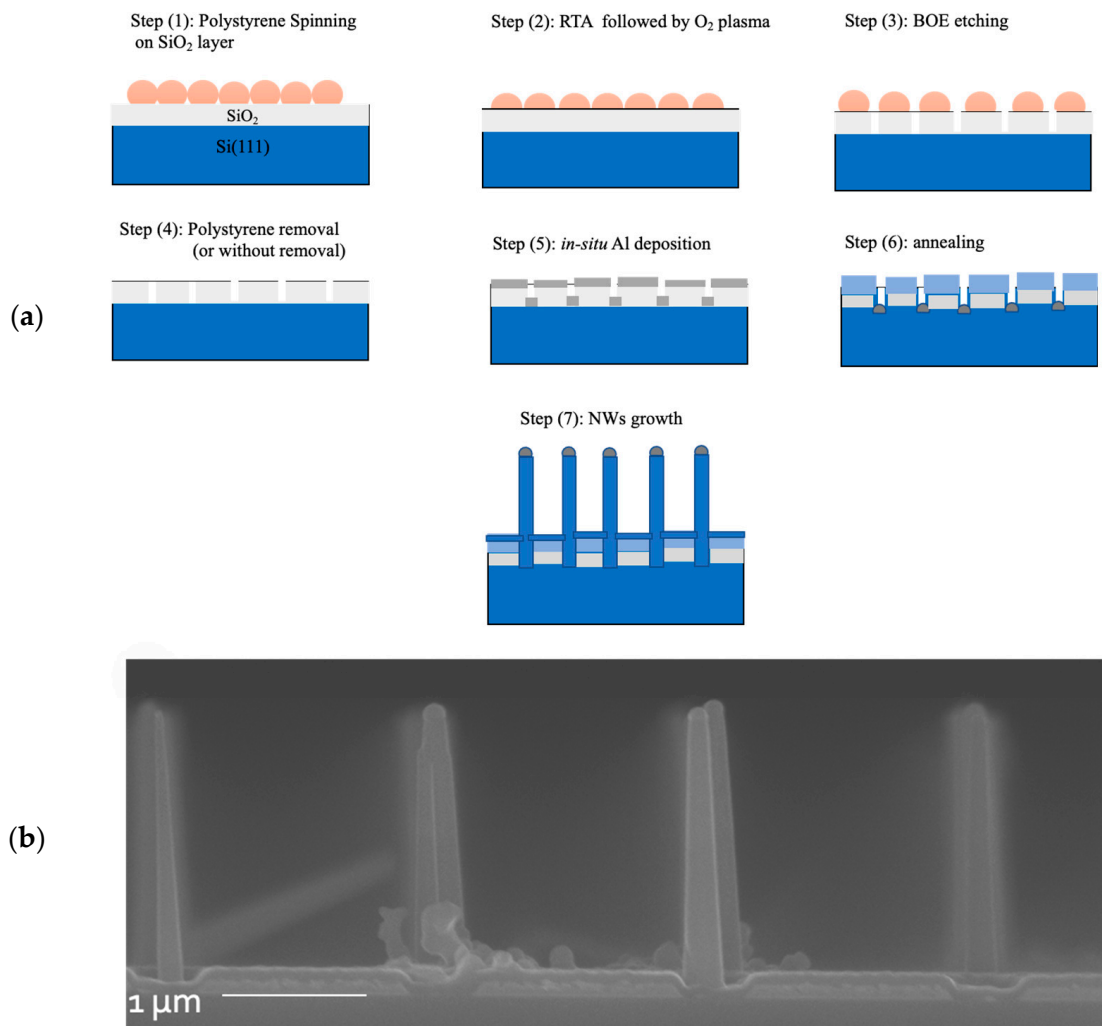 Step (1): Polystyrene Spinning
on SiO₂ layer
Step (2): RTA followed by O₂ plasma
Step (3): BOE etching
SiO₂
Si(111)
Step (4): Polystyrene removal
(or without removal)
Step (5): in-situ Al deposition
Step (6): annealing
(a)
Step (7): NWs growth
(b)
1 μm